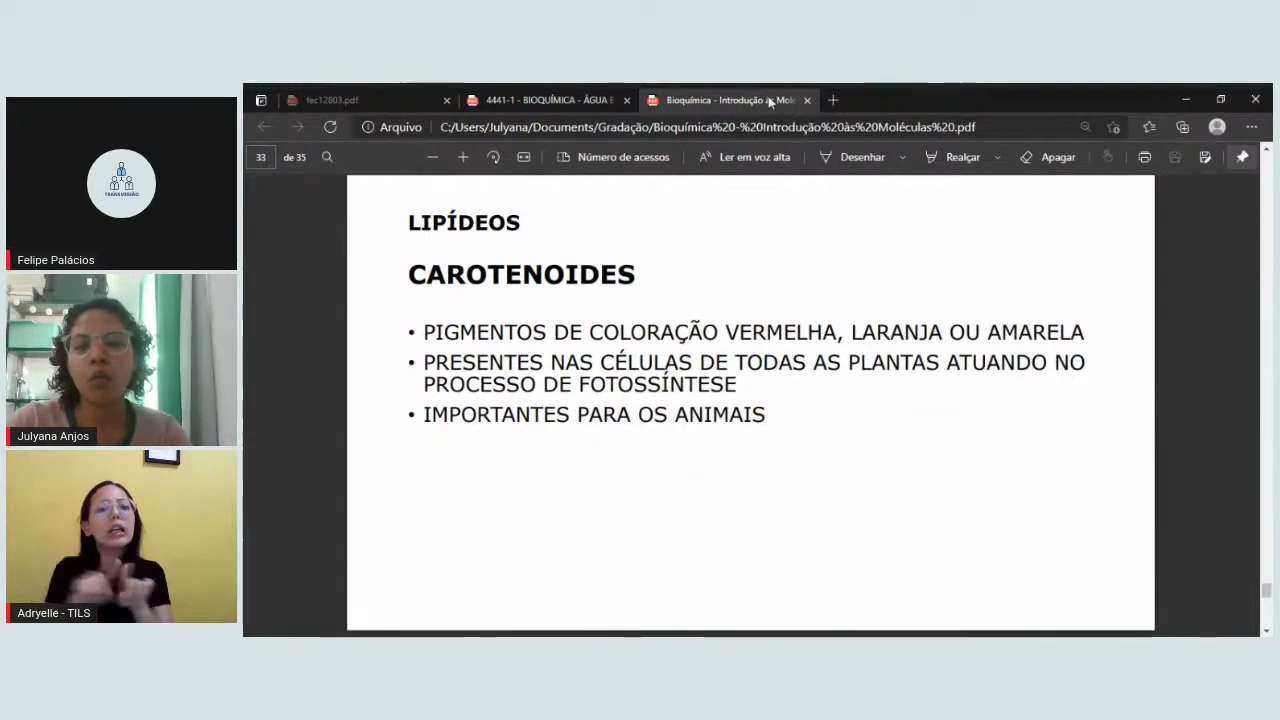 fec12803.pdf
4441-1 - BIOQUÍMICA - ÁGUA E
Bioquímica - Introdução às Molé
Arquivo
C:/Users/Julyana/Documents/Gradação/Bioquímica%20-%20Introdução%20às%20Moléculas%20.pdf
33 de 35
Número de acessos
Ler em voz alta
Desenhar
Realçar
Apagar
TRANSMISSÃO
Felipe Palácios
Julyana Anjos
Adryelle - TILS
LIPÍDEOS
CAROTENOIDES
• PIGMENTOS DE COLORAÇÃO VERMELHA, LARANJA OU AMARELA
• PRESENTES NAS CÉLULAS DE TODAS AS PLANTAS ATUANDO NO
PROCESSO DE FOTOSSÍNTESE
• IMPORTANTES PARA OS ANIMAIS